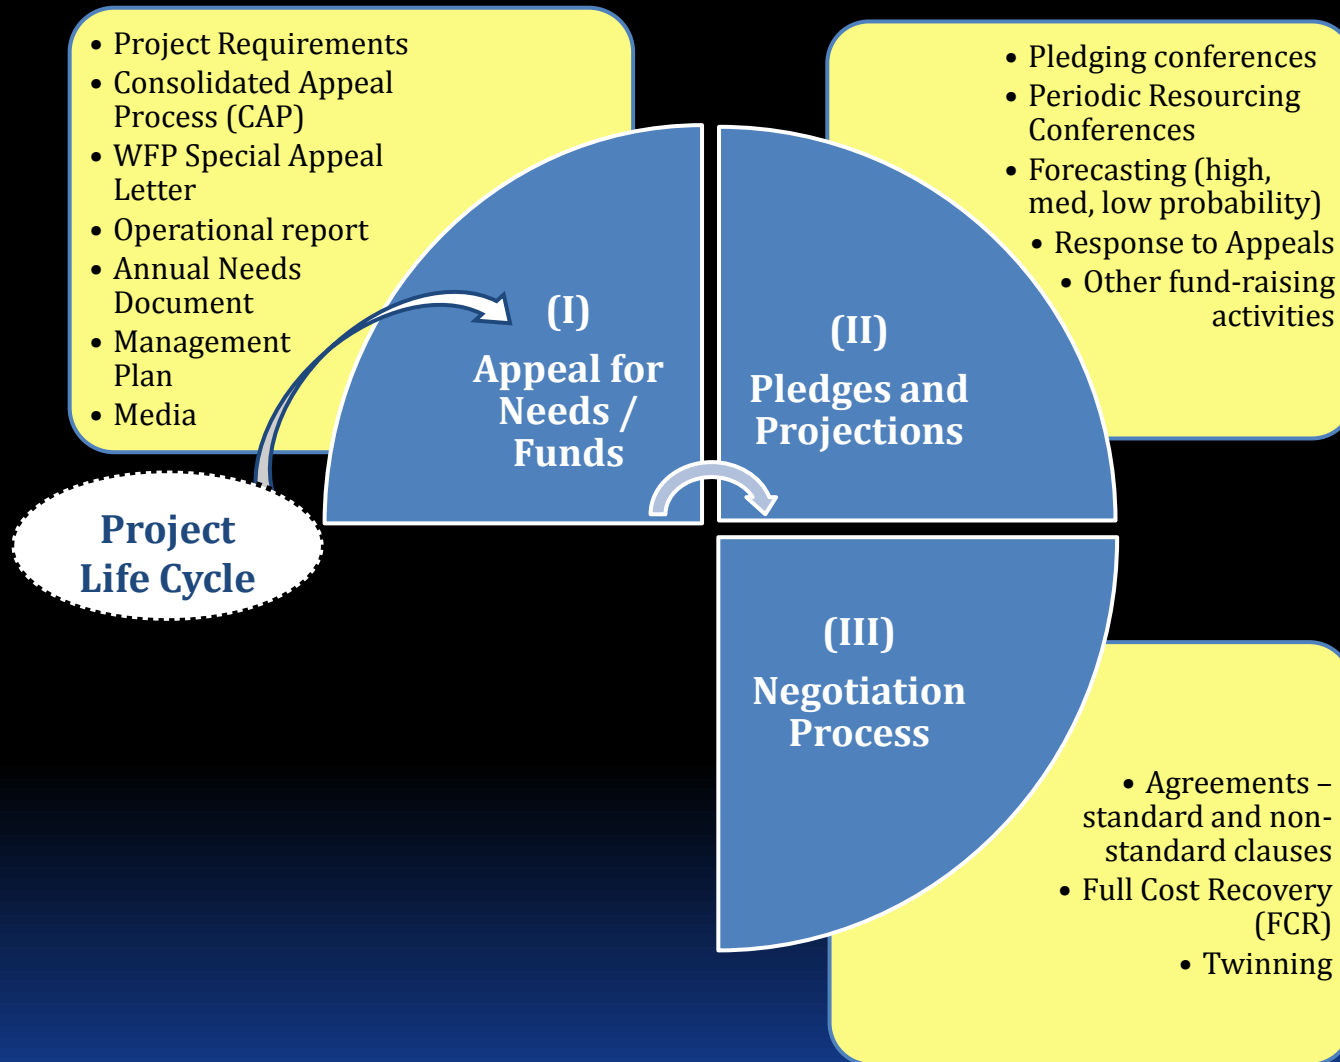 • Project Requirements
• Consolidated Appeal
Process (CAP)
• WFP Special Appeal
Letter
• Operational report
• Annual Needs
Document
• Management
Plan
• Media
• Pledging conferences
• Periodic Resourcing
Conferences
• Forecasting (high,
med, low probability)
• Response to Appeals
• Other fund-raising
activities
(I)
Appeal for
Needs /
Funds
(II)
Pledges and
Projections
Project
Life Cycle
(III)
Negotiation
Process
• Agreements –
standard and non-
standard clauses
• Full Cost Recovery
(FCR)
• Twinning